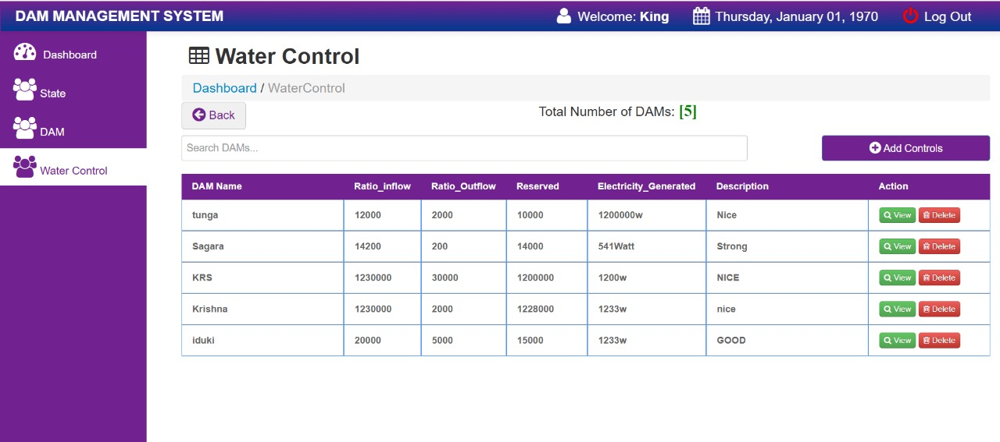 DAM MANAGEMENT SYSTEM Welcome: King Thursday, January 01, 1970 Log Out
Dashboard
State
DAM
Water Control
Water Control
Dashboard / WaterControl
Back Total Number of DAMs: [5]
Search DAMs... Add Controls
DAM Name Ratio_inflow Ratio_Outflow Reserved Electricity_Generated Description Action
tunga 12000 2000 10000 1200000w Nice View Delete
Sagara 14200 200 14000 541Watt Strong View Delete
KRS 1230000 30000 1200000 1200w NICE View Delete
Krishna 1230000 2000 1228000 1233w nice View Delete
iduki 20000 5000 15000 1233w GOOD View Delete